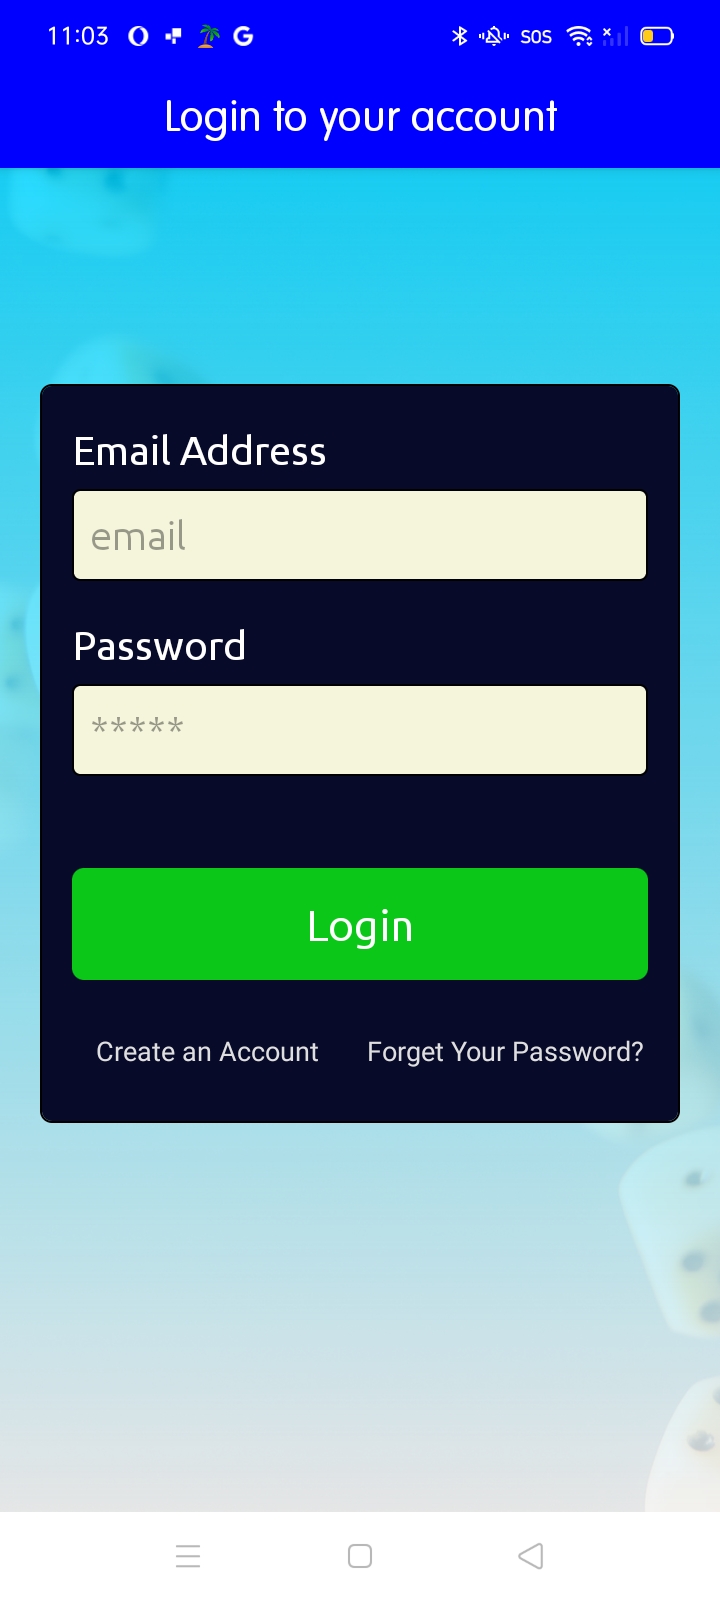 11:03 SOS
Login to your account
Email Address
email
Password
*****
Login
Create an Account Forget Your Password?